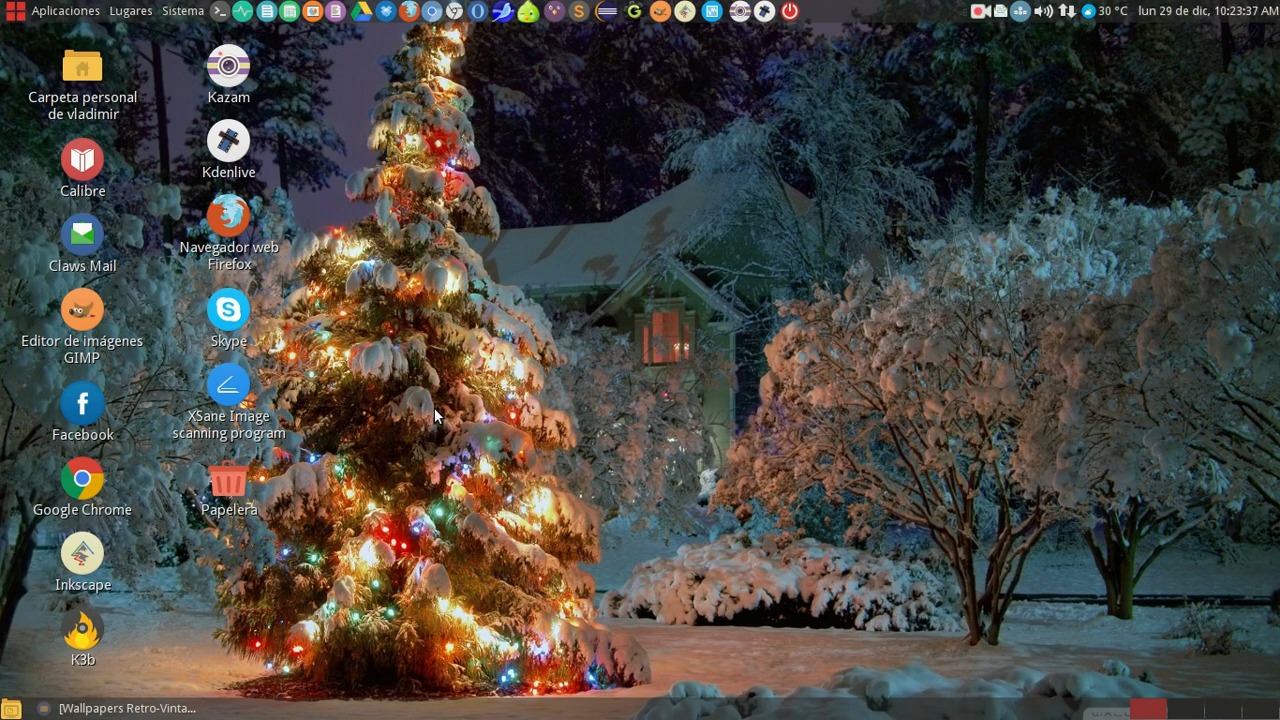 Aplicaciones Lugares Sistema
30 °C lun 29 de dic, 10:23:37 AM
Carpeta personal
de vladimir
Calibre
Claws Mail
Editor de imágenes
GIMP
Facebook
Google Chrome
Inkscape
K3b
Kazam
Kdenlive
Navegador web
Firefox
Skype
XSane Image
scanning program
Papelera
[Wallpapers Retro-Vinta...